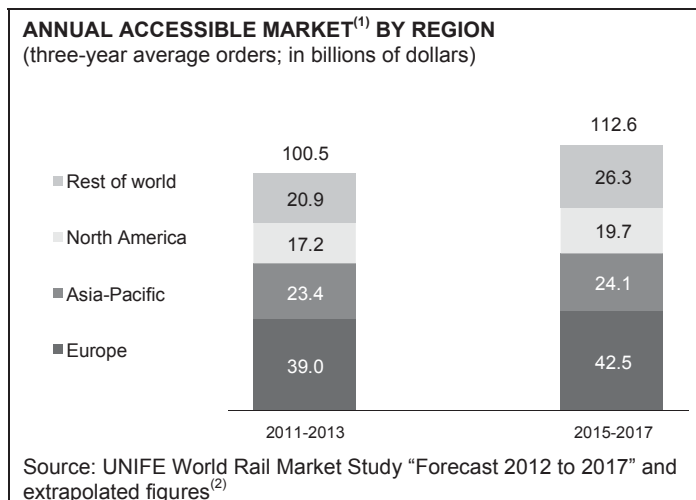 ANNUAL ACCESSIBLE MARKET(1) BY REGION
(three-year average orders; in billions of dollars)
112.6
100.5
Rest of world
20.9
26.3
North America
17.2
19.7
Asia-Pacific
23.4
24.1
Europe
39.0
42.5
2011-2013
2015-2017
Source: UNIFE World Rail Market Study “Forecast 2012 to 2017” and
extrapolated figures(2)